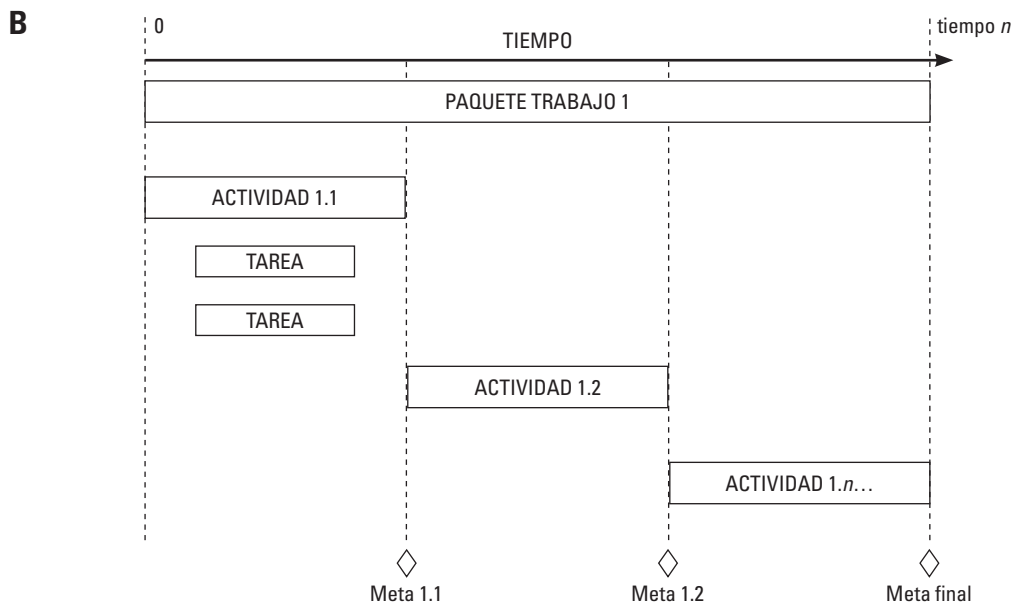 B
0
tiempo n
TIEMPO
PAQUETE TRABAJO 1
ACTIVIDAD 1.1
TAREA
TAREA
ACTIVIDAD 1.2
ACTIVIDAD 1.n…
Meta 1.1
Meta 1.2
Meta final